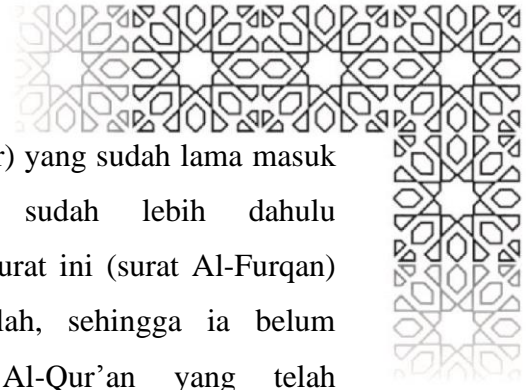 r) yang sudah lama masuk
sudah lebih dahulu
urat ini (surat Al-Furqan)
lah, sehingga ia belum
Al-Qur’an yang telah